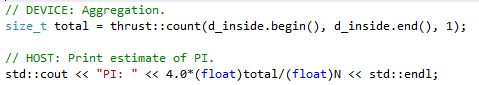 // DEVICE: Aggregation.
size_t total = thrust::count(d_inside.begin(), d_inside.end(), 1);
// HOST: Print estimate of PI.
std::cout << "PI: " << 4.0*(float)total/(float)N << std::endl;